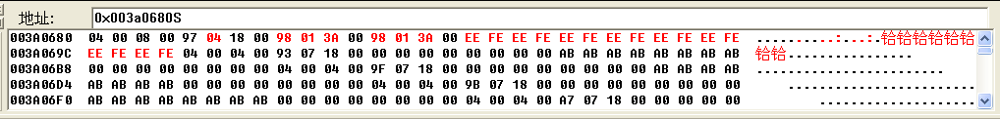 地址: 0x003a0680S
003A0680 04 00 08 00 97 04 18 00 98 01 3A 00 98 01 3A 00 EE FE EE FE EE FE EE FE EE FE EE FE ..........:...:.铪铪铪铪铪铪
003A069C EE FE EE FE 04 00 04 00 93 07 18 00 00 00 00 00 00 00 00 00 AB AB AB AB AB AB AB AB 铪铪................
003A06B8 00 00 00 00 00 00 00 00 04 00 04 00 9F 07 18 00 00 00 00 00 00 00 00 00 AB AB AB AB ........................
003A06D4 AB AB AB AB 00 00 00 00 00 00 00 00 04 00 04 00 9B 07 18 00 00 00 00 00 00 00 00 00 ........................
003A06F0 AB AB AB AB AB AB AB AB 00 00 00 00 00 00 00 00 04 00 04 00 A7 07 18 00 00 00 00 00 ....................